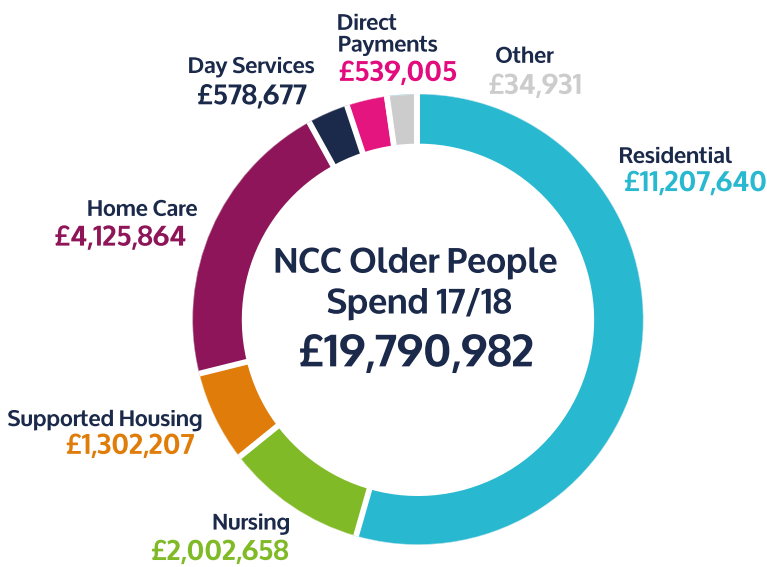 Direct
Payments
£539,005
Other
£34,931
Day Services
£578,677
Residential
£11,207,640
Home Care
£4,125,864
NCC Older People
Spend 17/18
£19,790,982
Supported Housing
£1,302,207
Nursing
£2,002,658